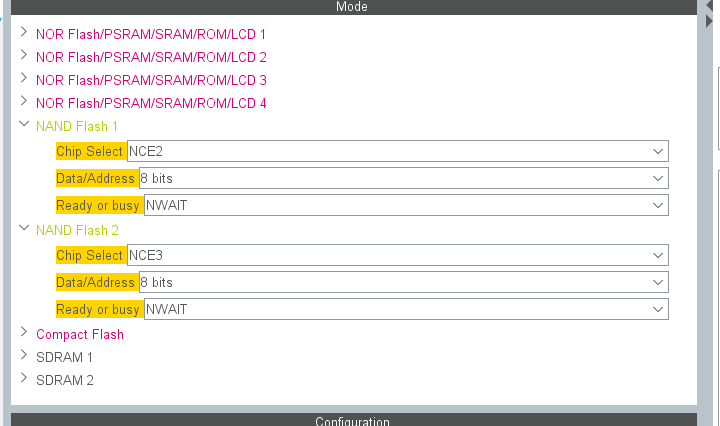 Mode
NOR Flash/PSRAM/SRAM/ROM/LCD 1
NOR Flash/PSRAM/SRAM/ROM/LCD 2
NOR Flash/PSRAM/SRAM/ROM/LCD 3
NOR Flash/PSRAM/SRAM/ROM/LCD 4
NAND Flash 1
Chip Select NCE2
Data/Address 8 bits
Ready or busy NWAIT
NAND Flash 2
Chip Select NCE3
Data/Address 8 bits
Ready or busy NWAIT
Compact Flash
SDRAM 1
SDRAM 2
Configuration